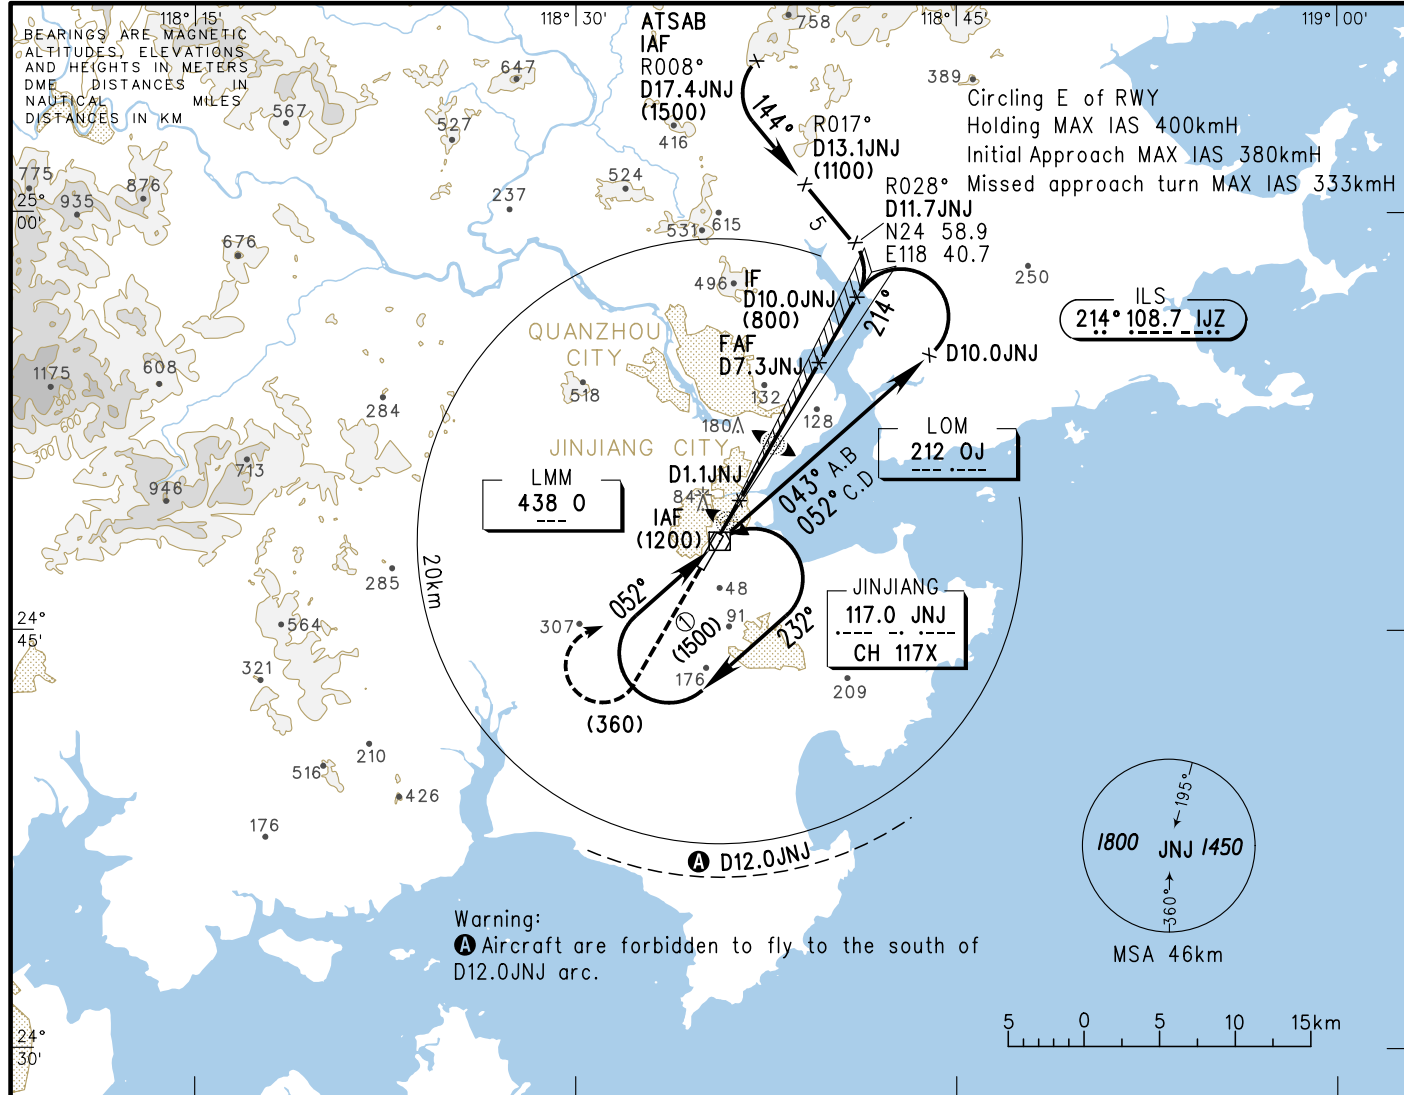 118° 15'
118° 30'
118° 45'
119° 00'
BEARINGS ARE MAGNETIC
ALTITUDES, ELEVATIONS
AND HEIGHTS IN METERS
DME DISTANCES IN
NAUTICAL MILES
DISTANCES IN KM
ATSAB
IAF
R008°
D17.4JNJ
(1500)
416
758
647
567
527
389
Circling E of RWY
Holding MAX IAS 400kmH
Initial Approach MAX IAS 380kmH
Missed approach turn MAX IAS 333kmH
144°
R017°
D13.1JNJ
(1100)
R028°
D11.7JNJ
N24 58.9
E118 40.7
5
775
935
876
25°
00'
524
237
531
615
676
250
496
IF
D10.0JNJ
(800)
214°
ILS
214° 108.7 IJZ
QUANZHOU
CITY
FAF
D7.3JNJ
D10.0JNJ
1175
608
518
132
284
180
128
JINJIANG CITY
LOM
212 OJ
713
946
LMM
438 O
D1.1JNJ
84
043° A.B
052° C.D
IAF
(1200)
20km
285
052°
48
JINJIANG
117.0 JNJ
CH 117X
24°
45'
564
307
1
(1500)
91
232°
321
176
209
(360)
210
516
426
176
195°
1800
JNJ
1450
360°
MSA 46km
A D12.0JNJ
Warning:
A Aircraft are forbidden to fly to the south of
D12.0JNJ arc.
600
300
24°
30'
5 0 5 10 15km